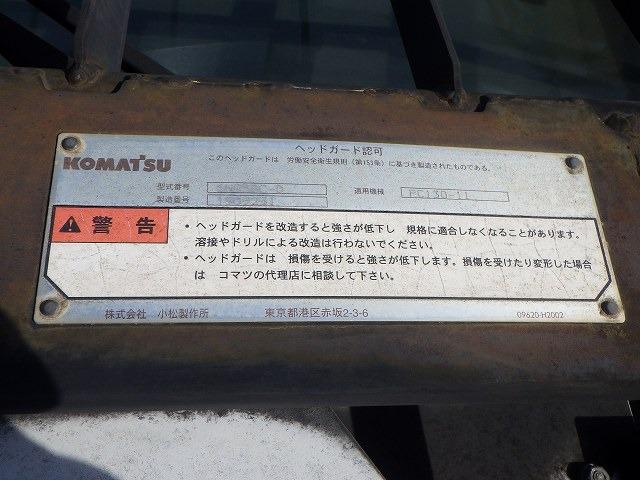 ヘッドガード認可
KOMATSU
このヘッドガードは 労働安全衛生規則(第153条)に基づき製造されたものである。
型式番号
適用機械 PC130-11
製造番号
警告
・ヘッドガードを改造すると強さが低下し 規格に適合しなくなることがあります。
溶接やドリルによる改造は行わないでください。
・ヘッドガードは 損傷を受けると強さが低下します。損傷を受けたり変形した場合
は コマツの代理店に相談して下さい。
株式会社 小松製作所 東京都港区赤坂2-3-6 09620-H2002